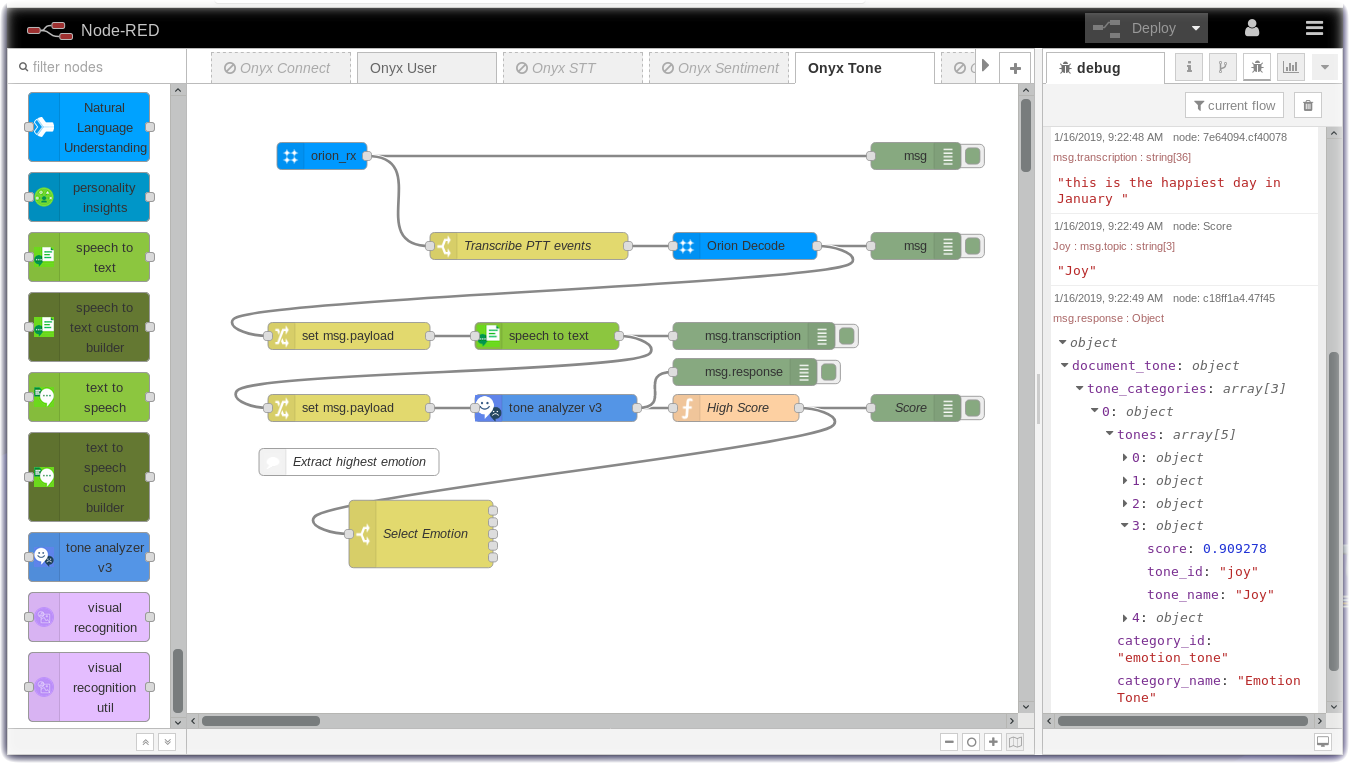 Node-RED
Deploy
filter nodes
Onyx Connect
Onyx User
Onyx STT
Onyx Sentiment
Onyx Tone
debug
current flow
Natural
Language
Understanding
personality
insights
speech to
text
speech to
text custom
builder
text to
speech
text to
speech
custom
builder
tone analyzer
v3
visual
recognition
visual
recognition
util
orion_rx
msg
Transcribe PTT events
Orion Decode
msg
set msg.payload
speech to text
msg.transcription
msg.response
set msg.payload
tone analyzer v3
High Score
Score
Extract highest emotion
Select Emotion
1/16/2019, 9:22:48 AM node: 7e64094.cf40078
msg.transcription : string[36]
"this is the happiest day in
January "
1/16/2019, 9:22:49 AM node: Score
Joy : msg.topic : string[3]
"Joy"
1/16/2019, 9:22:49 AM node: c18ff1a4.47f45
msg.response : Object
object
document_tone: object
tone_categories: array[3]
0: object
tones: array[5]
0: object
1: object
2: object
3: object
score: 0.909278
tone_id: "joy"
tone_name: "Joy"
4: object
category_id:
"emotion_tone"
category_name: "Emotion
Tone"